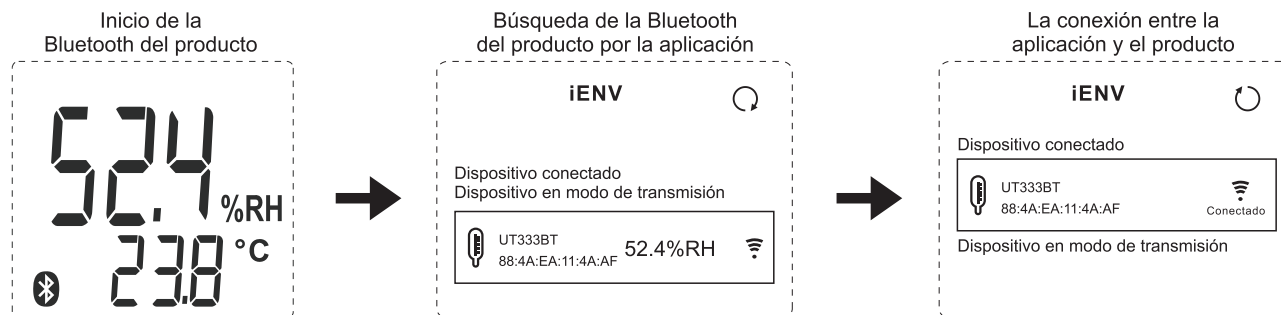 Inicio de la
Bluetooth del producto
52.4
%RH
23.8 °C
Búsqueda de la Bluetooth
del producto por la aplicación
iENV
Dispositivo conectado
Dispositivo en modo de transmisión
UT333BT
88:4A:EA:11:4A:AF
52.4%RH
La conexión entre la
aplicación y el producto
iENV
Dispositivo conectado
UT333BT
88:4A:EA:11:4A:AF
Conectado
Dispositivo en modo de transmisión